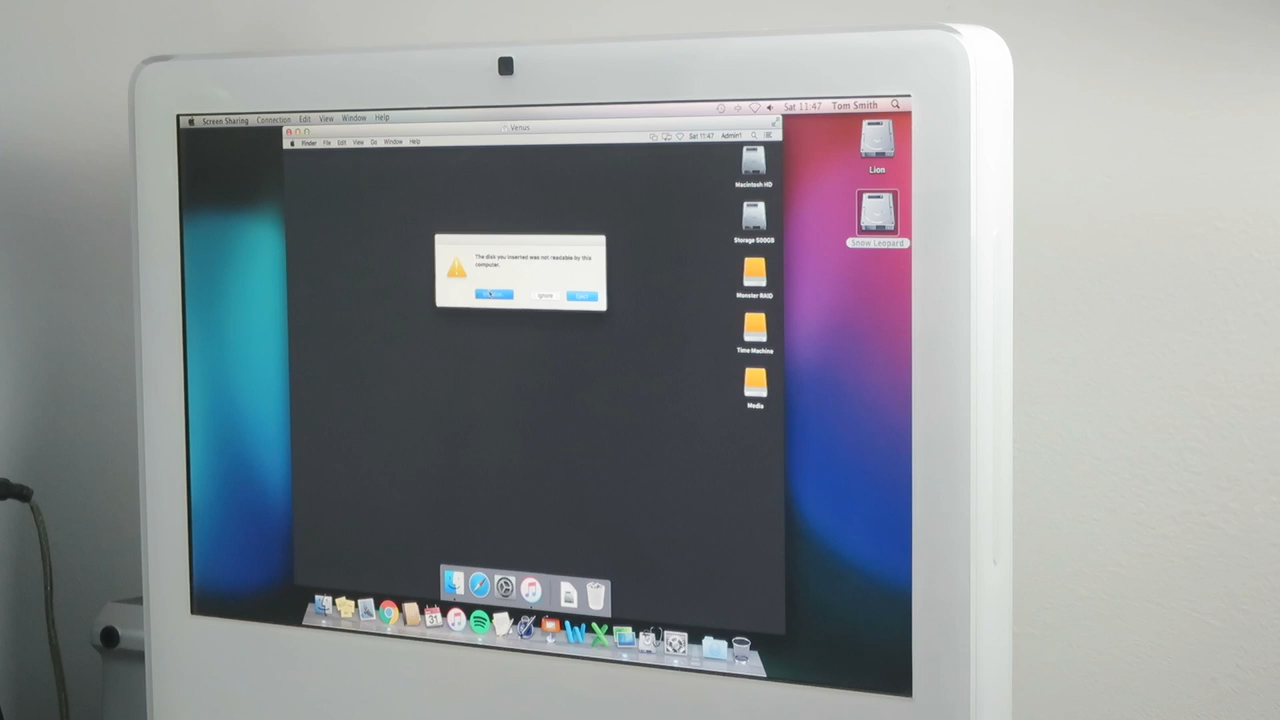 Screen Sharing Connection Edit View Window Help
Sat 11:47 Tom Smith
Venus
Finder File Edit View Go Window Help
Sat 11:47 Admin1
Macintosh HD
Storage 500GB
Monster RAID
Time Machine
Media
Lion
Snow Leopard
The disk you inserted was not readable by this
computer.
Ignore
31
W X